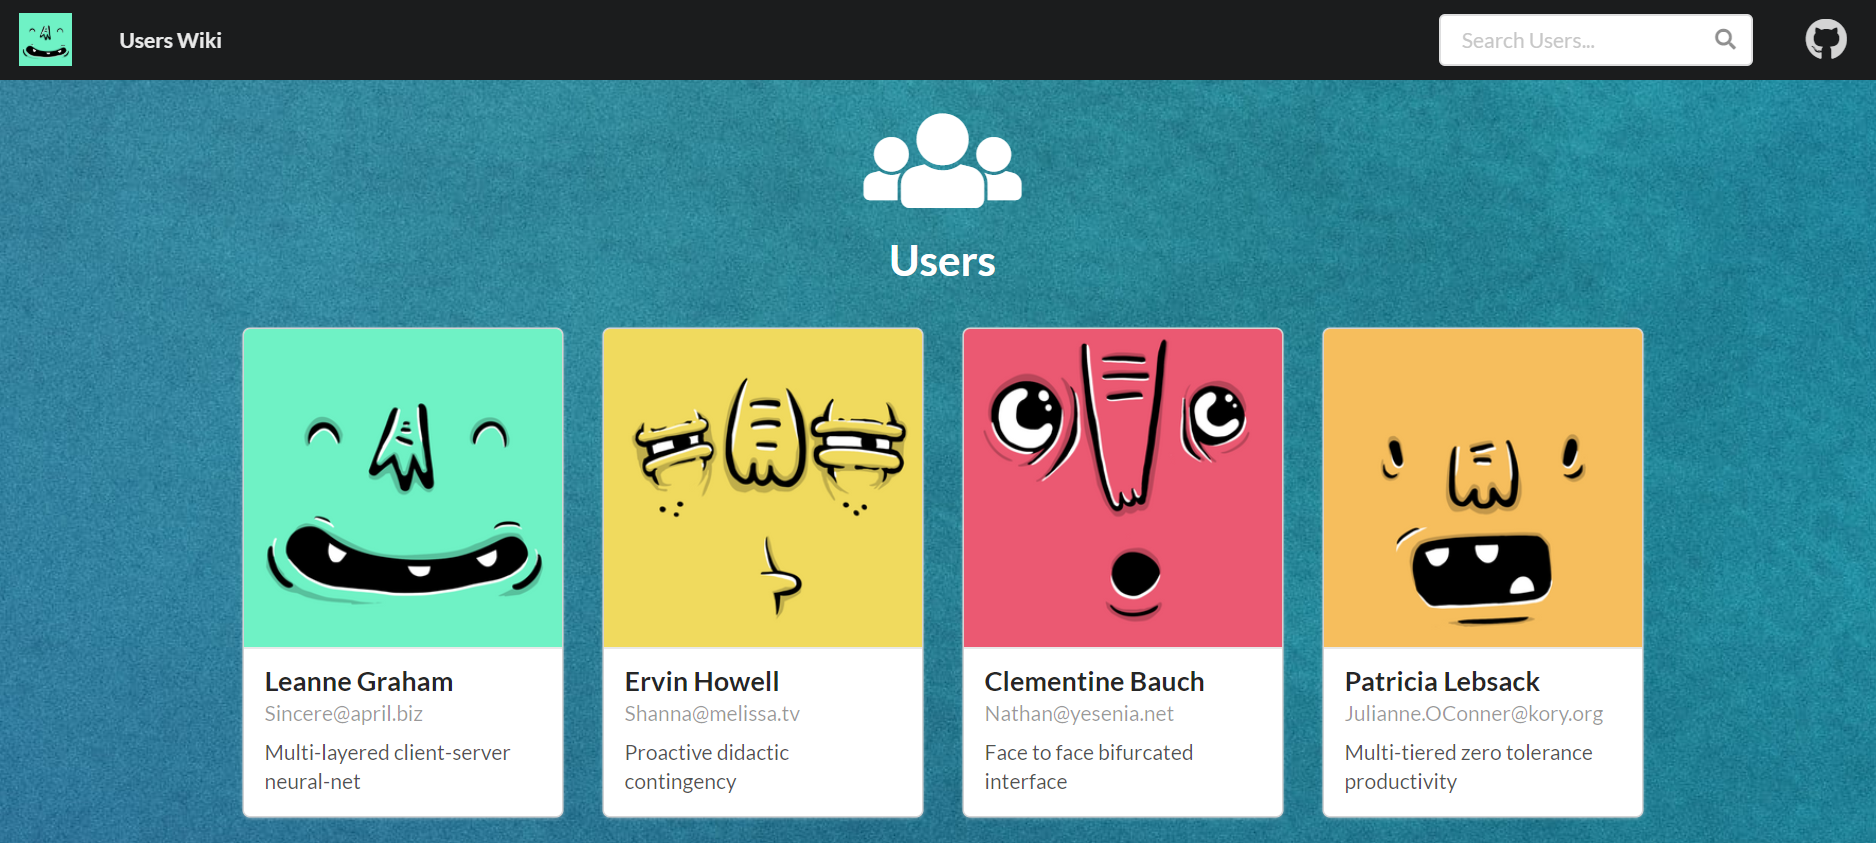 Users Wiki
Search Users...
Users
Leanne Graham
Sincere@april.biz
Multi-layered client-server
neural-net
Ervin Howell
Shanna@melissa.tv
Proactive didactic
contingency
Clementine Bauch
Nathan@yesenia.net
Face to face bifurcated
interface
Patricia Lebsack
Julianne.OConner@kory.org
Multi-tiered zero tolerance
productivity